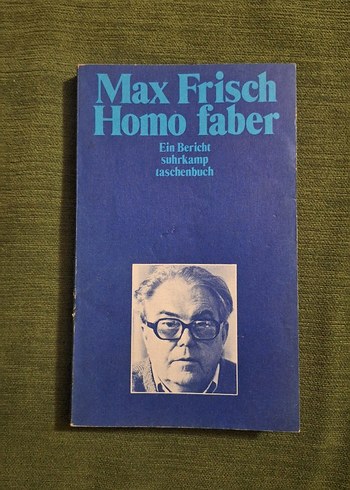 Max Frisch
Homo faber
Ein Bericht
suhrkamp
taschenbuch